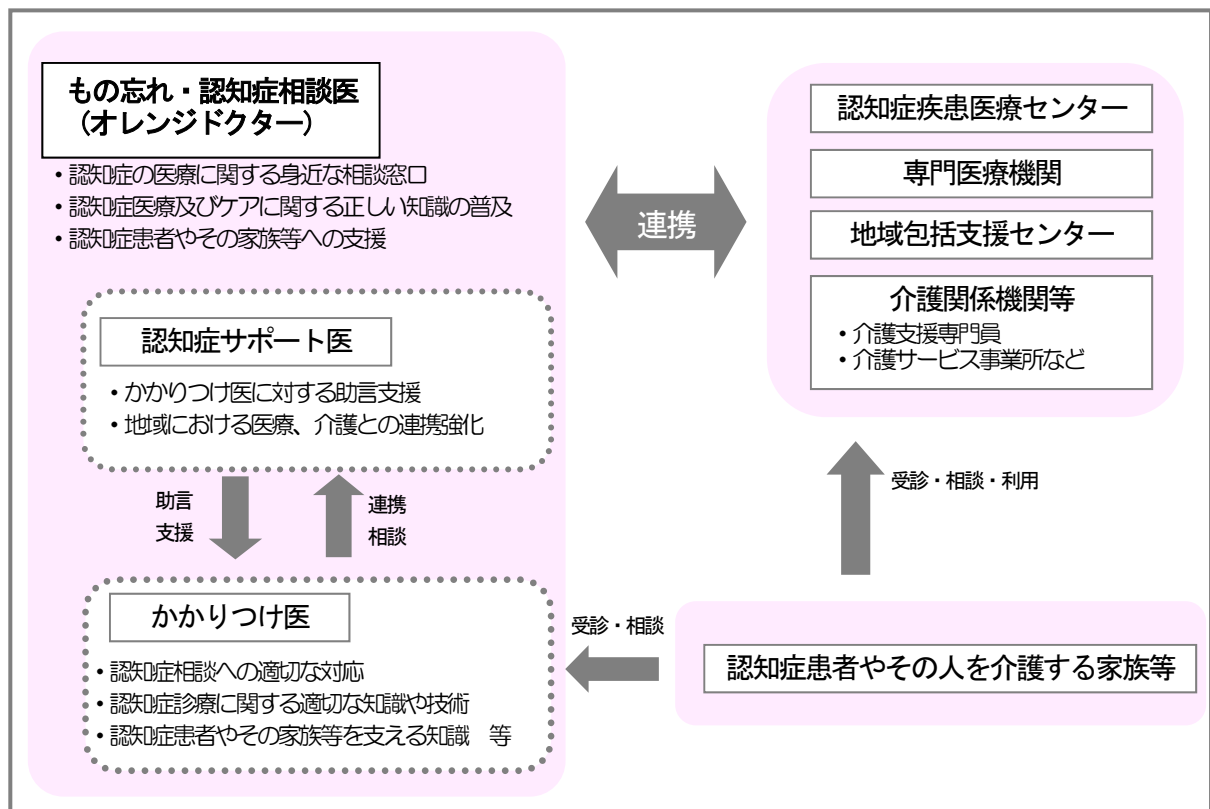 もの忘れ・認知症相談医
（オレンジドクター）
・認知症の医療に関する身近な相談窓口
・認知症医療及びケアに関する正しい知識の普及
・認知症患者やその家族等への支援
認知症サポート医
・かかりつけ医に対する助言支援
・地域における医療、介護との連携強化
助言
支援
連携
相談
かかりつけ医
・認知症相談への適切な対応
・認知症診療に関する適切な知識や技術
・認知症患者やその家族等を支える知識　等
連携
認知症疾患医療センター
専門医療機関
地域包括支援センター
介護関係機関等
・介護支援専門員
・介護サービス事業所など
受診・相談・利用
受診・相談
認知症患者やその人を介護する家族等